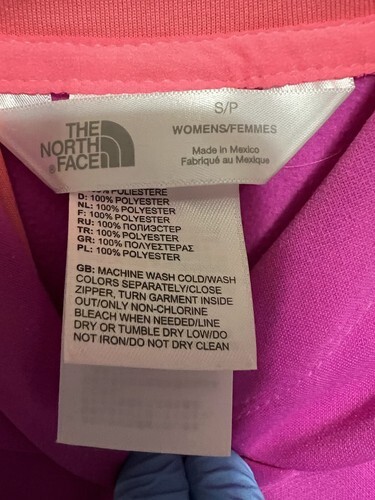 S/P
THE
NORTH
FACE
®
WOMENS/FEMMES
Made in Mexico
Fabriqué au Mexique
100% POLIESTERE
D: 100% POLYESTER
NL: 100% POLYESTER
F: 100% POLYESTER
RU: 100% ПОЛИЭСТЕР
TR: 100% POLYESTER
GR: 100% ΠΟΛΥΕΣΤΕΡΑΣ
PL: 100% POLYESTER
GB: MACHINE WASH COLD/WASH
COLORS SEPARATELY/CLOSE
ZIPPER, TURN GARMENT INSIDE
OUT/ONLY NON-CHLORINE
BLEACH WHEN NEEDED/LINE
DRY OR TUMBLE DRY LOW/DO
NOT IRON/DO NOT DRY CLEAN